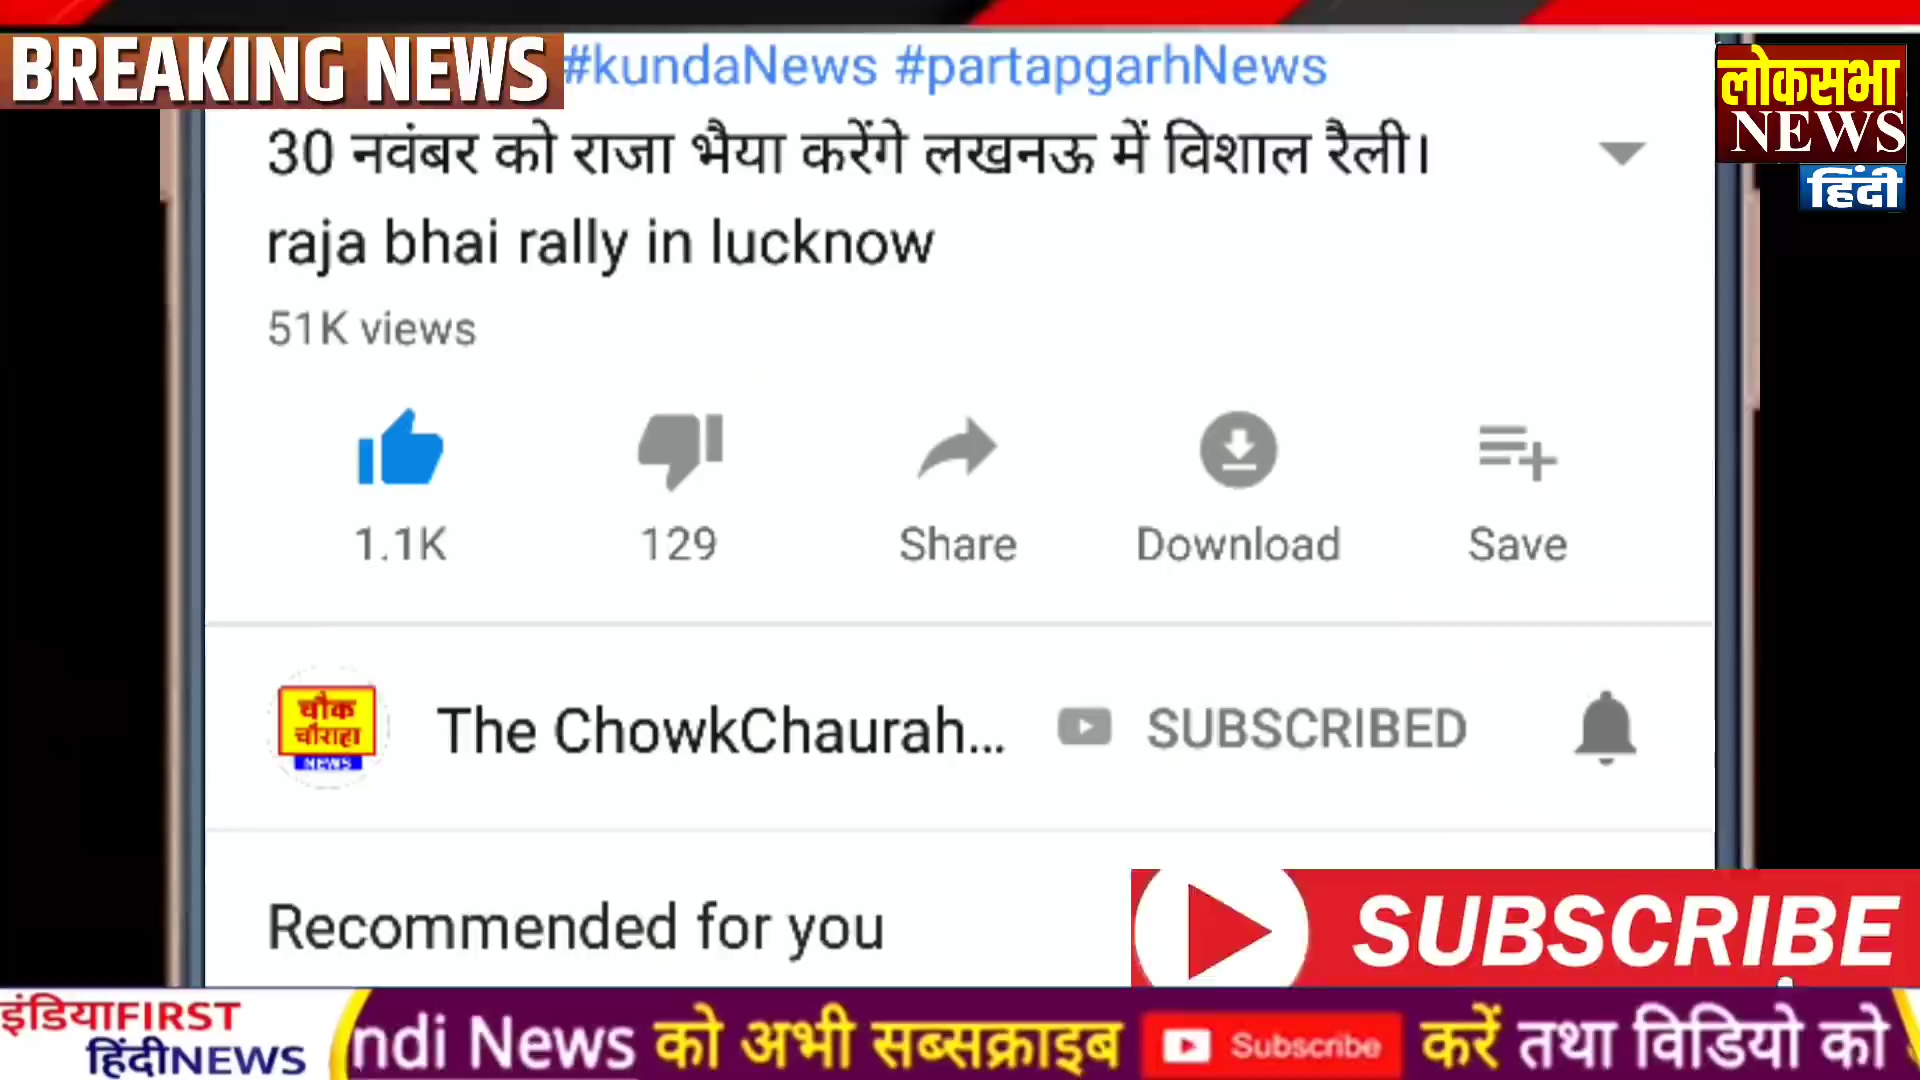 BREAKING NEWS
#kundaNews #partapgarhNews
लोकसभा
NEWS
हिंदी
30 नवंबर को राजा भैया करेंगे लखनऊ में विशाल रैली।
raja bhai rally in lucknow
51K views
1.1K
129
Share
Download
Save
चौक
चौराहा
NEWS
The ChowkChaurah...
SUBSCRIBED
Recommended for you
SUBSCRIBE
इंडियाFIRST
हिंदीNEWS
ndi News को अभी सब्सक्राइब Subscribe करें तथा विडियो को